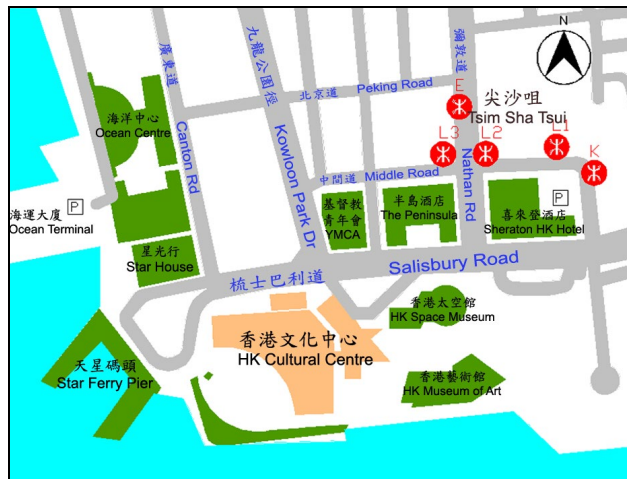 N
彌敦道
廣東道
九龍公園徑
海洋中心
Ocean Centre
Canton Rd
Kowloon Park Dr
北京道 Peking Road
E
尖沙咀
Tsim Sha Tsui
L3
L2
L1
K
Nathan Rd
中間道 Middle Road
P
海運大廈
Ocean Terminal
星光行
Star House
基督教
青年會
YMCA
半島酒店
The Peninsula
P
喜來登酒店
Sheraton HK Hotel
梳士巴利道
Salisbury Road
香港太空館
HK Space Museum
香港文化中心
HK Cultural Centre
天星碼頭
Star Ferry Pier
香港藝術館
HK Museum of Art